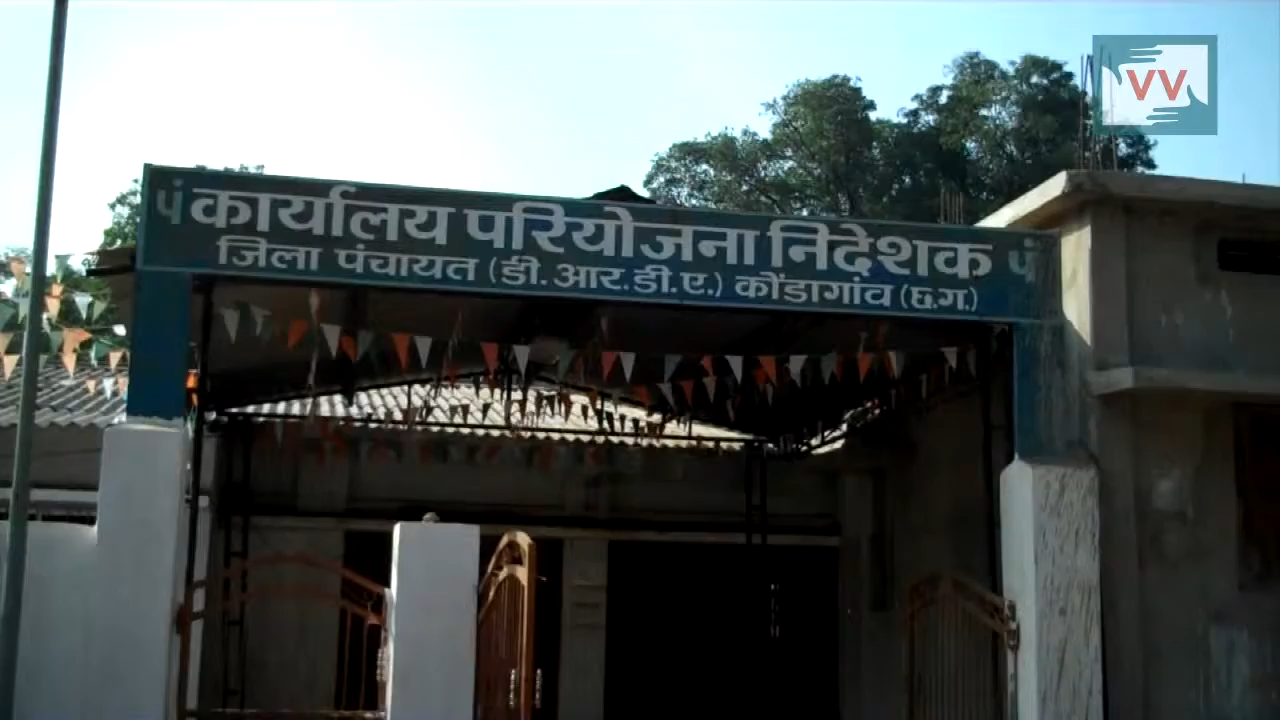 VV
पं कार्यालय परियोजना निदेशक पं
जिला पंचायत (डी.आर.डी.ए.) कोंडागांव (छ.ग.)